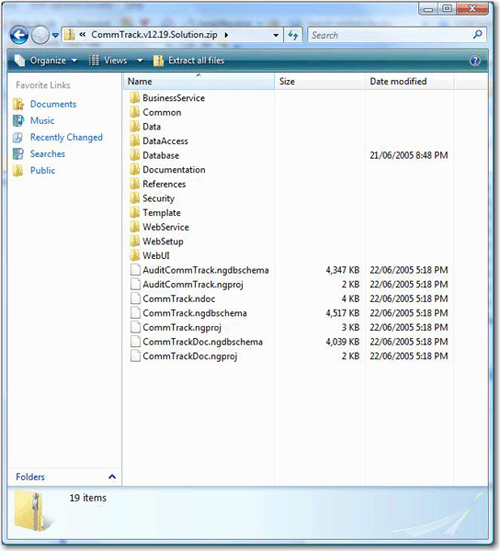 CommTrack.v12.19.Solution.zip
Search
Organize Views Extract all files
Favorite Links
Documents
Music
Recently Changed
Searches
Public
Name Size Date modified
BusinessService
Common
Data
DataAccess
Database 21/06/2005 8:48 PM
Documentation
References
Security
Template
WebService
WebSetup
WebUI
AuditCommTrack.ngdbschema 4,347 KB 22/06/2005 5:18 PM
AuditCommTrack.ngproj 2 KB 22/06/2005 5:18 PM
CommTrack.ndoc 4 KB 22/06/2005 5:18 PM
CommTrack.ngdbschema 4,517 KB 22/06/2005 5:18 PM
CommTrack.ngproj 3 KB 22/06/2005 5:18 PM
CommTrackDoc.ngdbschema 4,039 KB 22/06/2005 5:18 PM
CommTrackDoc.ngproj 2 KB 22/06/2005 5:18 PM
Folders
19 items